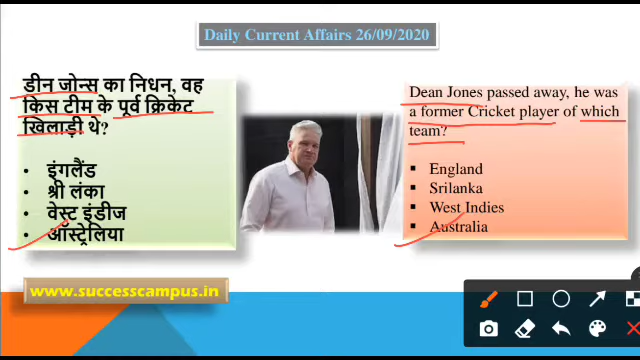 Daily Current Affairs 26/09/2020
डीन जोन्स का निधन, वह
किस टीम के पूर्व क्रिकेट
खिलाड़ी थे?
• इंगलैंड
• श्री लंका
• वेस्ट इंडीज
• ऑस्ट्रेलिया
Dean Jones passed away, he was
a former Cricket player of which
team?
▪ England
▪ Srilanka
▪ West Indies
▪ Australia
www.successcampus.in